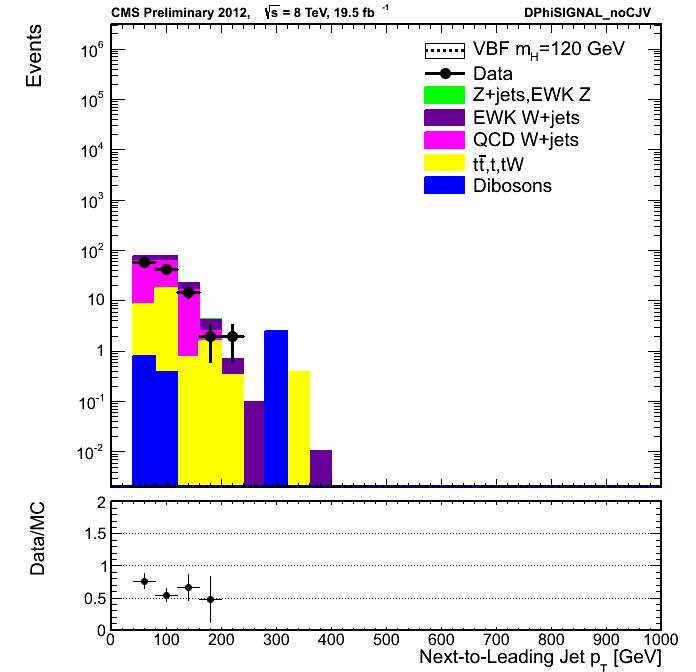 CMS Preliminary 2012, √s = 8 TeV, 19.5 fb⁻¹ DPhiSIGNAL_noCJV
Events
10⁶
10⁵
10⁴
10³
10²
10
1
10⁻¹
10⁻²
VBF m_H=120 GeV
Data
Z+jets,EWK Z
EWK W+jets
QCD W+jets
tt̄,t,tW
Dibosons
Data/MC
2
1.5
1
0.5
0
0 100 200 300 400 500 600 700 800 900 1000
Next-to-Leading Jet p_T [GeV]